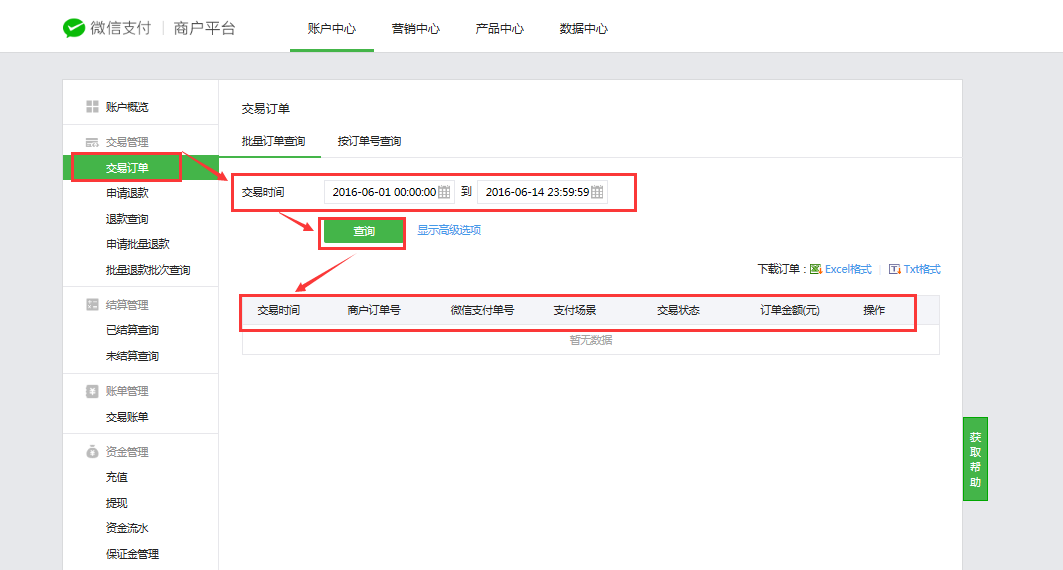 微信支付 商户平台 账户中心 营销中心 产品中心 数据中心
账户概览
交易管理
交易订单
申请退款
退款查询
申请批量退款
批量退款批次查询
结算管理
已结算查询
未结算查询
账单管理
交易账单
资金管理
充值
提现
资金流水
保证金管理
交易订单
批量订单查询 按订单号查询
交易时间 2016-06-01 00:00:00 到 2016-06-14 23:59:59
查询 显示高级选项
下载订单： Excel格式 Txt格式
交易时间 商户订单号 微信支付单号 支付场景 交易状态 订单金额(元) 操作
暂无数据
获
取
帮
助